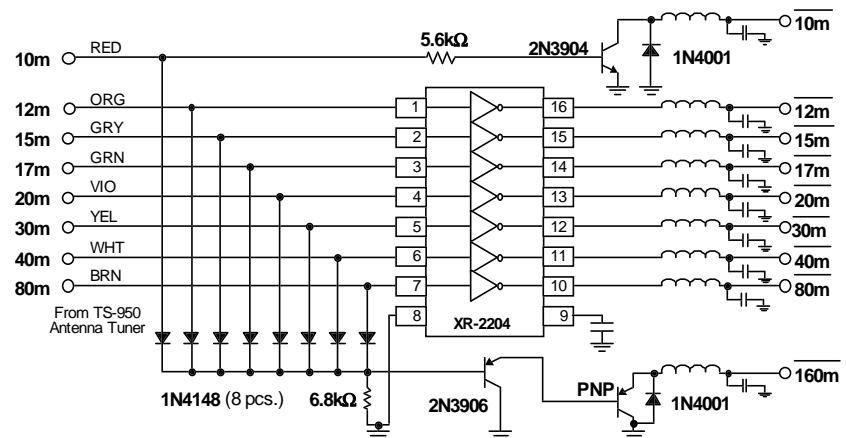 10m RED 5.6kΩ 2N3904 1N4001 10m
12m ORG 1 16 12m
15m GRY 2 15 15m
17m GRN 3 14 17m
20m VIO 4 13 20m
30m YEL 5 12 30m
40m WHT 6 11 40m
80m BRN 7 10 80m
From TS-950
Antenna Tuner
8 XR-2204 9
1N4148 (8 pcs.) 6.8kΩ 2N3906 PNP 1N4001 160m